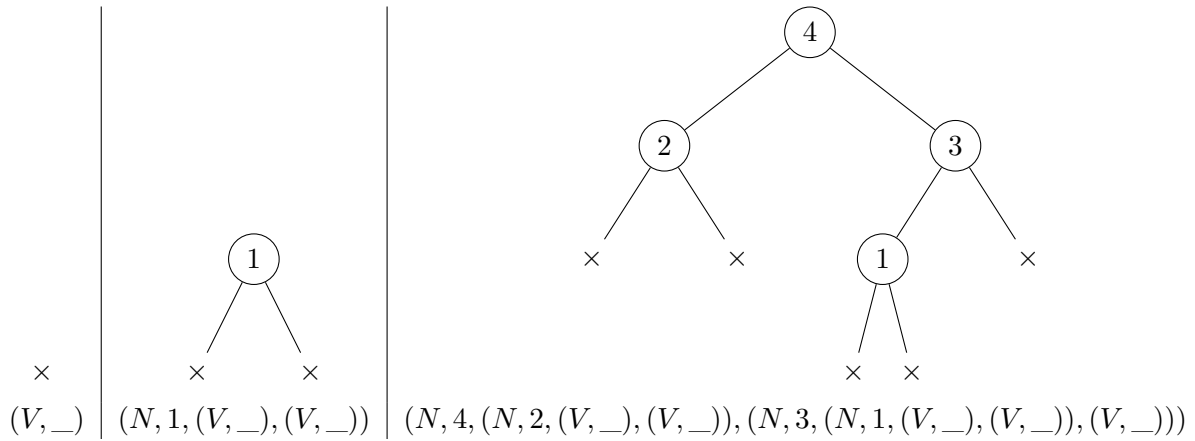 4
2 3
× × 1 ×
1
× × × × ×
(V, _) (N, 1, (V, _), (V, _)) (N, 4, (N, 2, (V, _), (V, _)), (N, 3, (N, 1, (V, _), (V, _)), (V, _)))